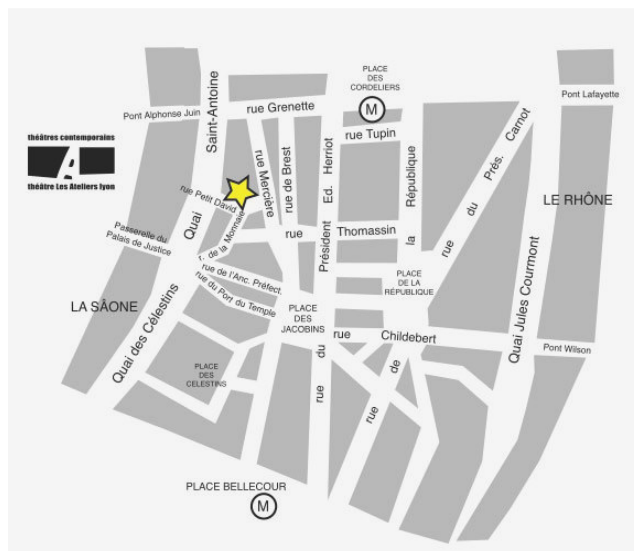 PLACE
DES
CORDELIERS
M
Pont Lafayette
Pont Alphonse Juin
rue Grenette
Saint-Antoine
Quai
rue Tupin
théâtres contemporains
théâtre Les Ateliers lyon
rue Mercière
rue de Brest
Président Ed. Herriot
rue du
la République
rue de
rue du Prés. Carnot
rue Petit David
LE RHÔNE
r. de la Monnaie
rue Thomassin
Passerelle du
Palais de Justice
rue de l'Anc. Préfect.
rue du Port du Temple
PLACE
DE LA
RÉPUBLIQUE
LA SÂONE
PLACE
DES
JACOBINS
rue Childebert
Quai Jules Courmont
Pont Wilson
Quai des Célestins
PLACE
DES
CELESTINS
PLACE BELLECOUR
M